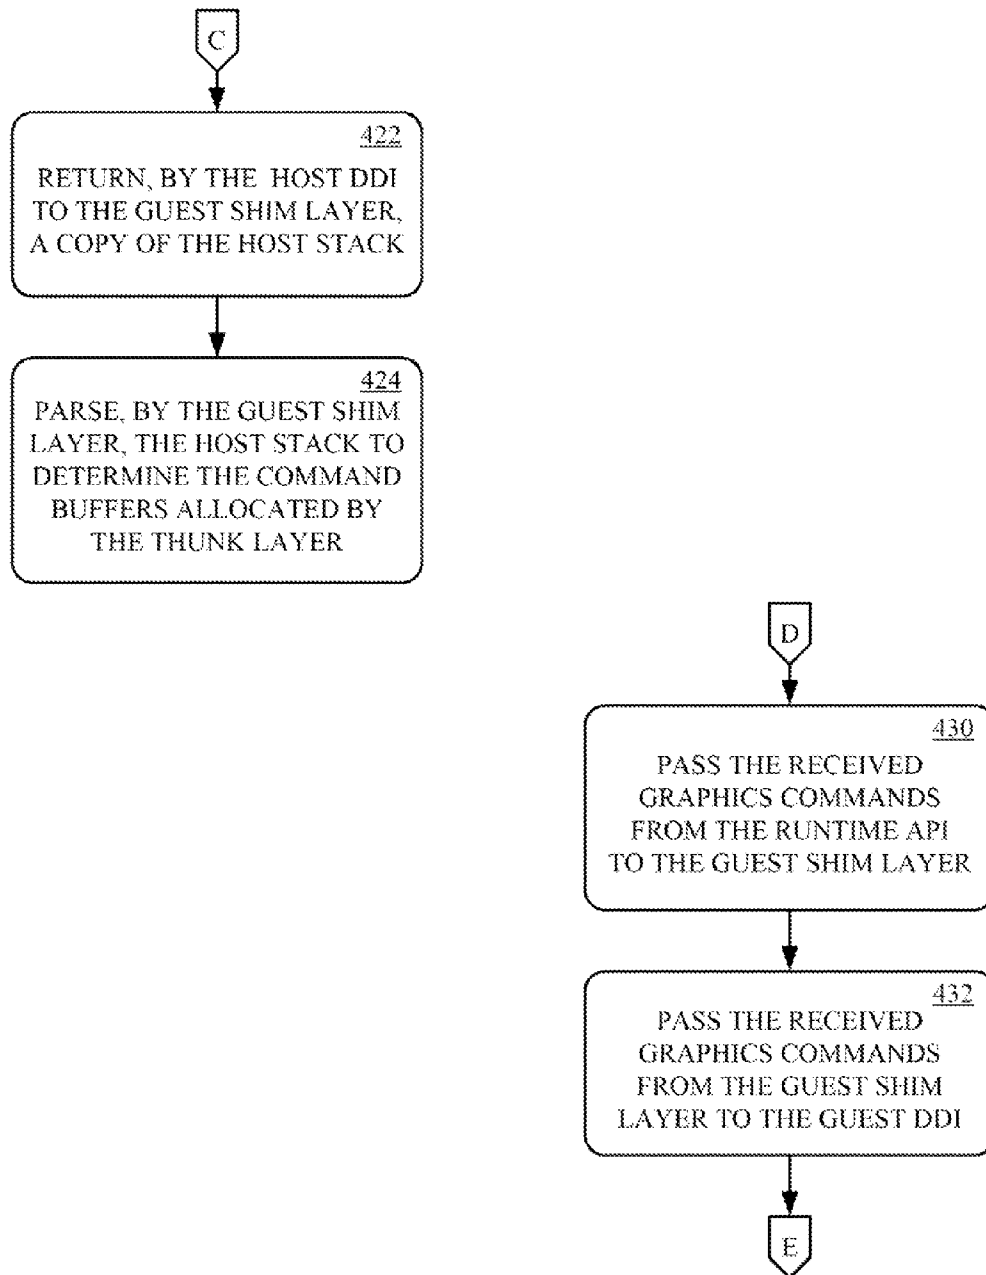 C
422
RETURN, BY THE HOST DDI
TO THE GUEST SHIM LAYER,
A COPY OF THE HOST STACK
424
PARSE, BY THE GUEST SHIM
LAYER, THE HOST STACK TO
DETERMINE THE COMMAND
BUFFERS ALLOCATED BY
THE THUNK LAYER
D
430
PASS THE RECEIVED
GRAPHICS COMMANDS
FROM THE RUNTIME API
TO THE GUEST SHIM LAYER
432
PASS THE RECEIVED
GRAPHICS COMMANDS
FROM THE GUEST SHIM
LAYER TO THE GUEST DDI
E